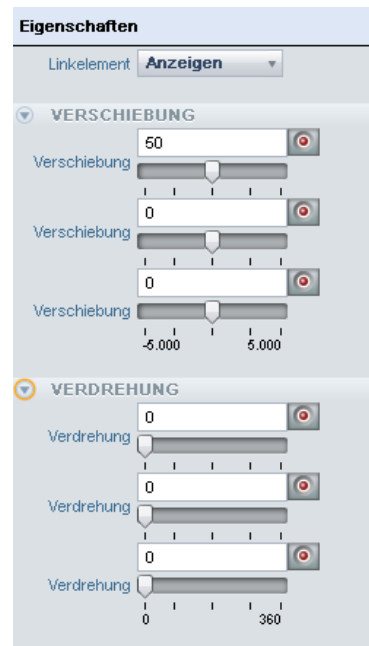 Eigenschaften
Linkelement Anzeigen
VERSCHIEBUNG
50
Verschiebung
0
Verschiebung
0
Verschiebung
-5.000 5.000
VERDREHUNG
0
Verdrehung
0
Verdrehung
0
Verdrehung
0 360